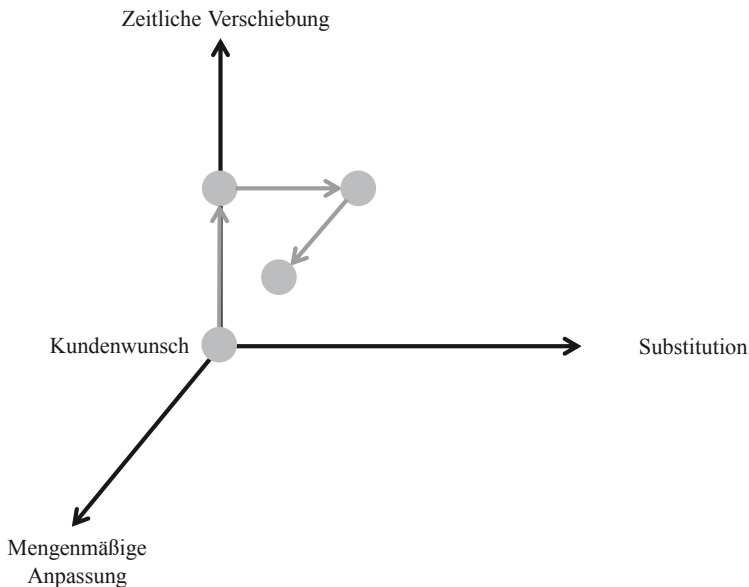 Zeitliche Verschiebung
Kundenwunsch
Substitution
Mengenmäßige
Anpassung